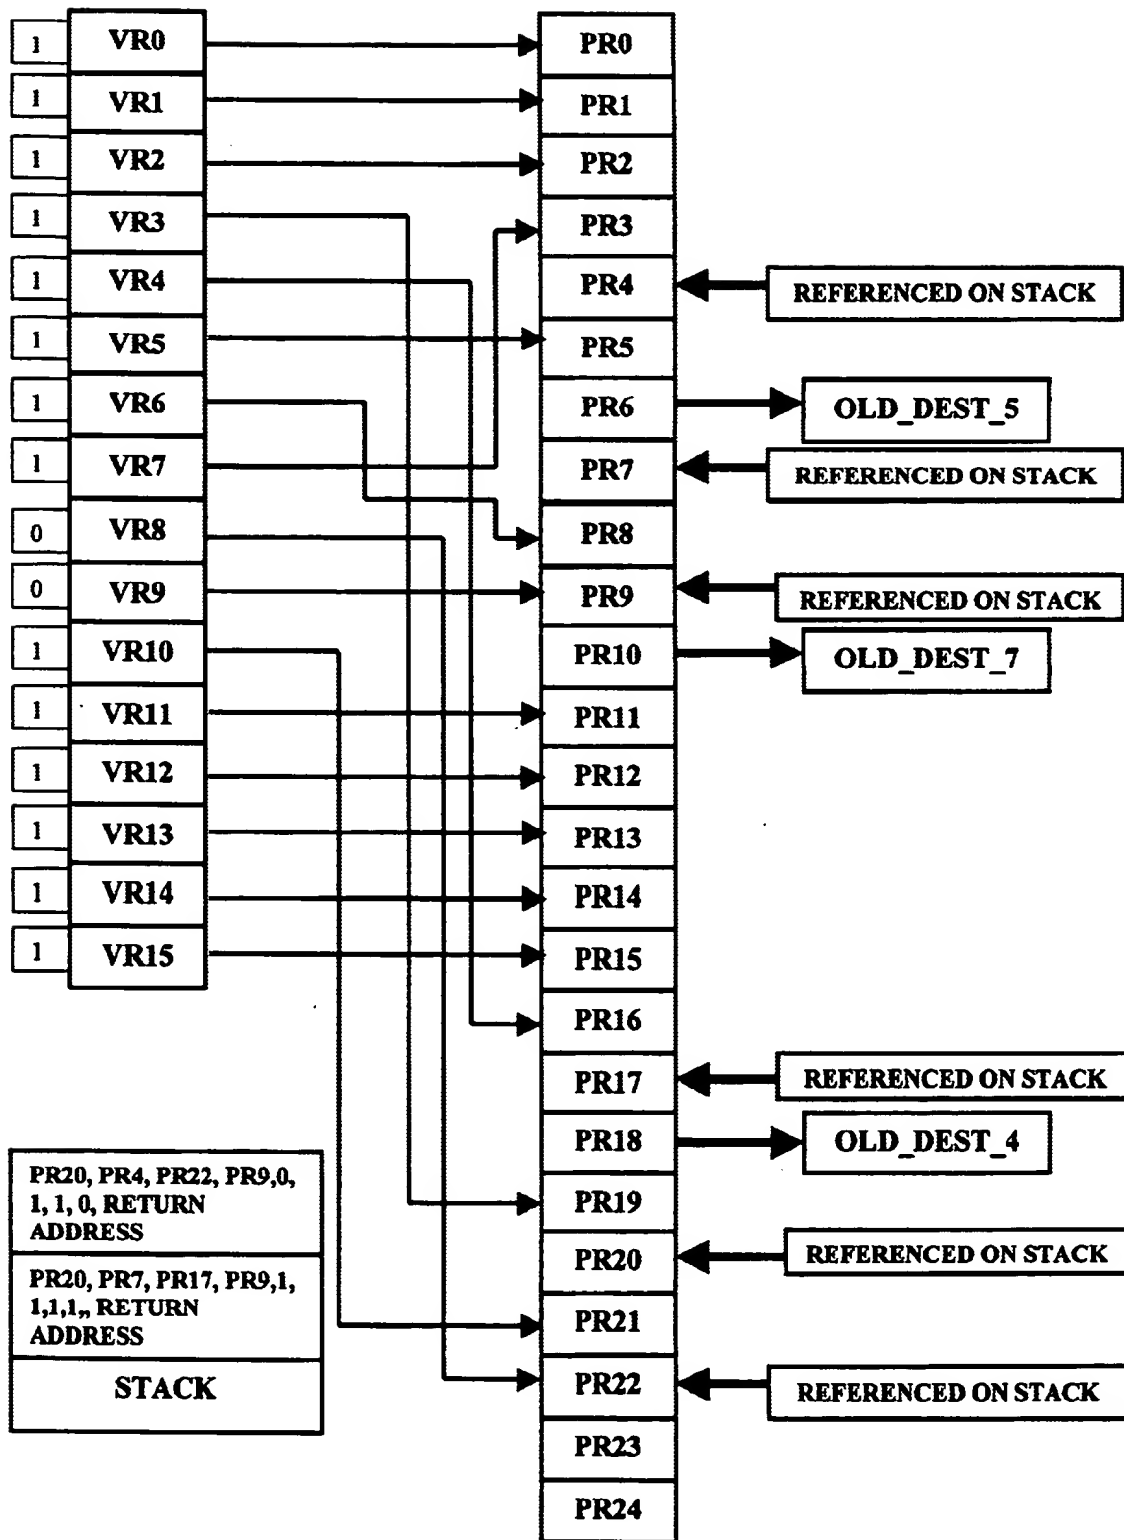 1 VR0 PR0
1 VR1 PR1
1 VR2 PR2
1 VR3 PR3
1 VR4 PR4 REFERENCED ON STACK
1 VR5 PR5
1 VR6 PR6 OLD_DEST_5
1 VR7 PR7 REFERENCED ON STACK
0 VR8 PR8
0 VR9 PR9 REFERENCED ON STACK
1 VR10 PR10 OLD_DEST_7
1 VR11 PR11
1 VR12 PR12
1 VR13 PR13
1 VR14 PR14
1 VR15 PR15
PR16
PR17 REFERENCED ON STACK
PR18 OLD_DEST_4
PR19
PR20 REFERENCED ON STACK
PR21
PR22 REFERENCED ON STACK
PR23
PR24
PR20, PR4, PR22, PR9,0,
1, 1, 0, RETURN
ADDRESS
PR20, PR7, PR17, PR9,1,
1,1,1,, RETURN
ADDRESS
STACK